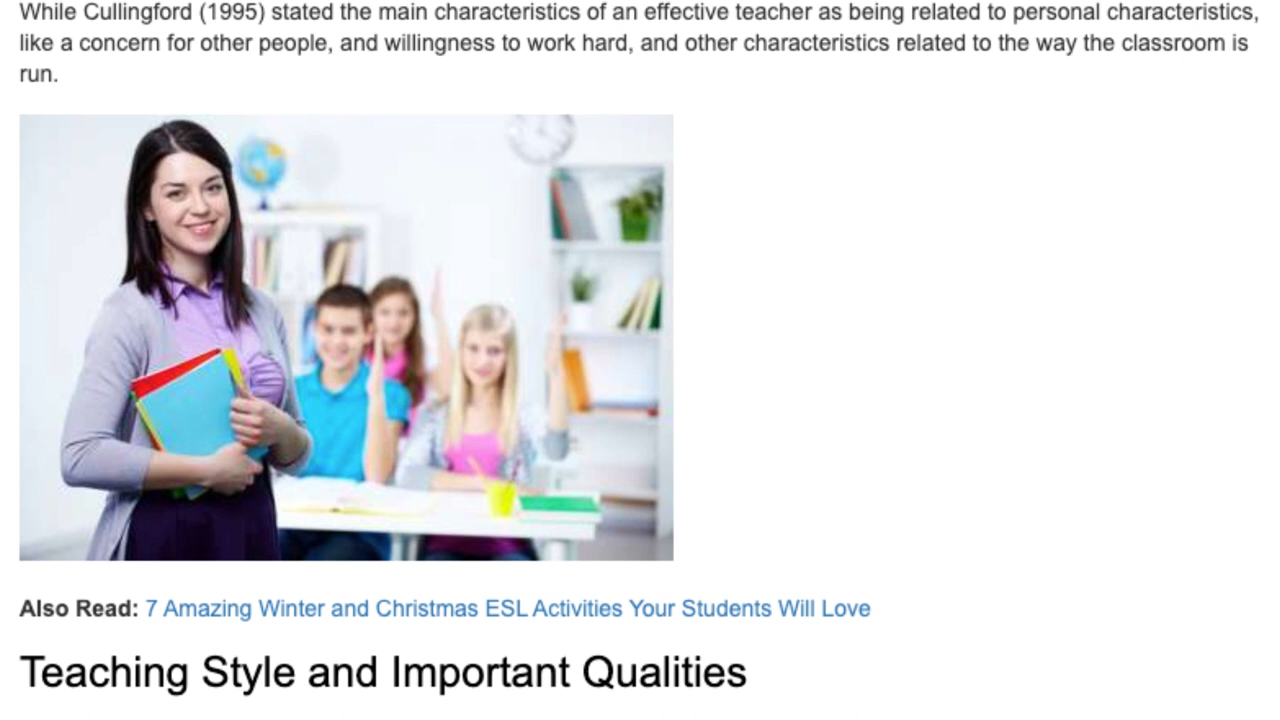 While Cullingford (1995) stated the main characteristics of an effective teacher as being related to personal characteristics,
like a concern for other people, and willingness to work hard, and other characteristics related to the way the classroom is
run.
Also Read: 7 Amazing Winter and Christmas ESL Activities Your Students Will Love
Teaching Style and Important Qualities